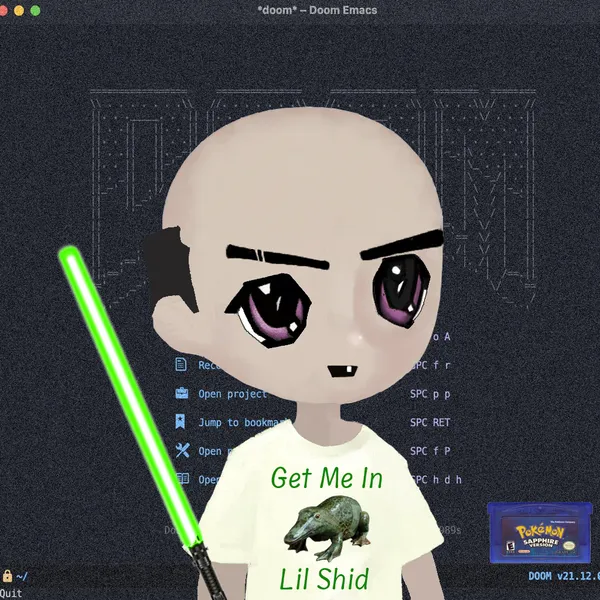 *doom* – Doom Emacs
o A
SPC f r
Open project
SPC p p
Jump to bookma
SPC RET
Open
SPC f P
SPC h d h
Get Me In
Lil Shid
Pokémon
SAPPHIRE
VERSION
E
~/
DOOM v21.12.0
Quit